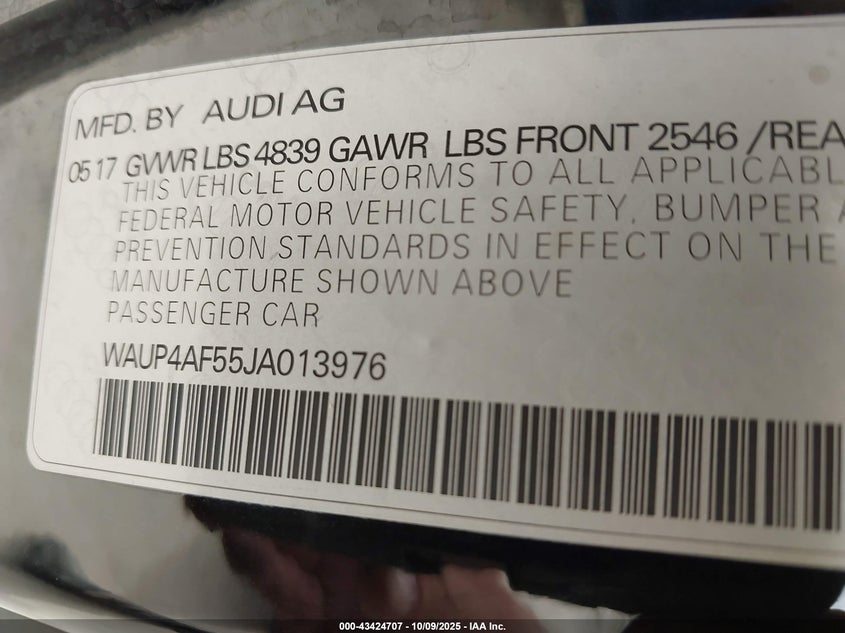 MFD. BY AUDI AG
05 17 GVWR LBS 4839 GAWR LBS FRONT 2546 /REA
THIS VEHICLE CONFORMS TO ALL APPLICABL
FEDERAL MOTOR VEHICLE SAFETY, BUMPER A
PREVENTION STANDARDS IN EFFECT ON THE
MANUFACTURE SHOWN ABOVE
PASSENGER CAR
WAUP4AF55JA013976
000-43424707 - 10/09/2025 - IAA Inc.